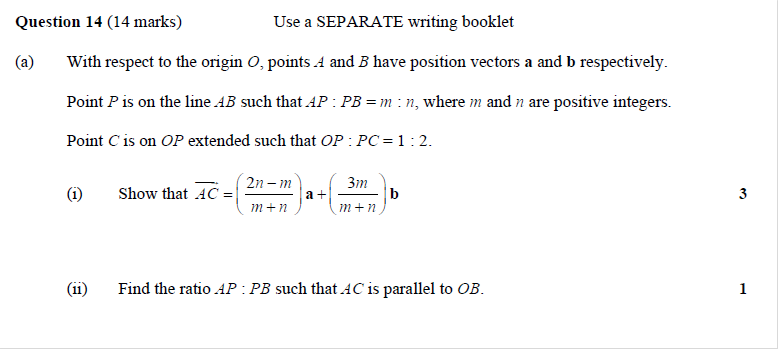 Question 14 (14 marks) Use a SEPARATE writing booklet
(a) With respect to the origin O, points A and B have position vectors a and b respectively.
Point P is on the line AB such that AP : PB = m : n, where m and n are positive integers.
Point C is on OP extended such that OP : PC = 1 : 2.
(i) Show that \overrightarrow{AC} = \left(\frac{2n-m}{m+n}\right)a + \left(\frac{3m}{m+n}\right)b 3
(ii) Find the ratio AP : PB such that AC is parallel to OB. 1